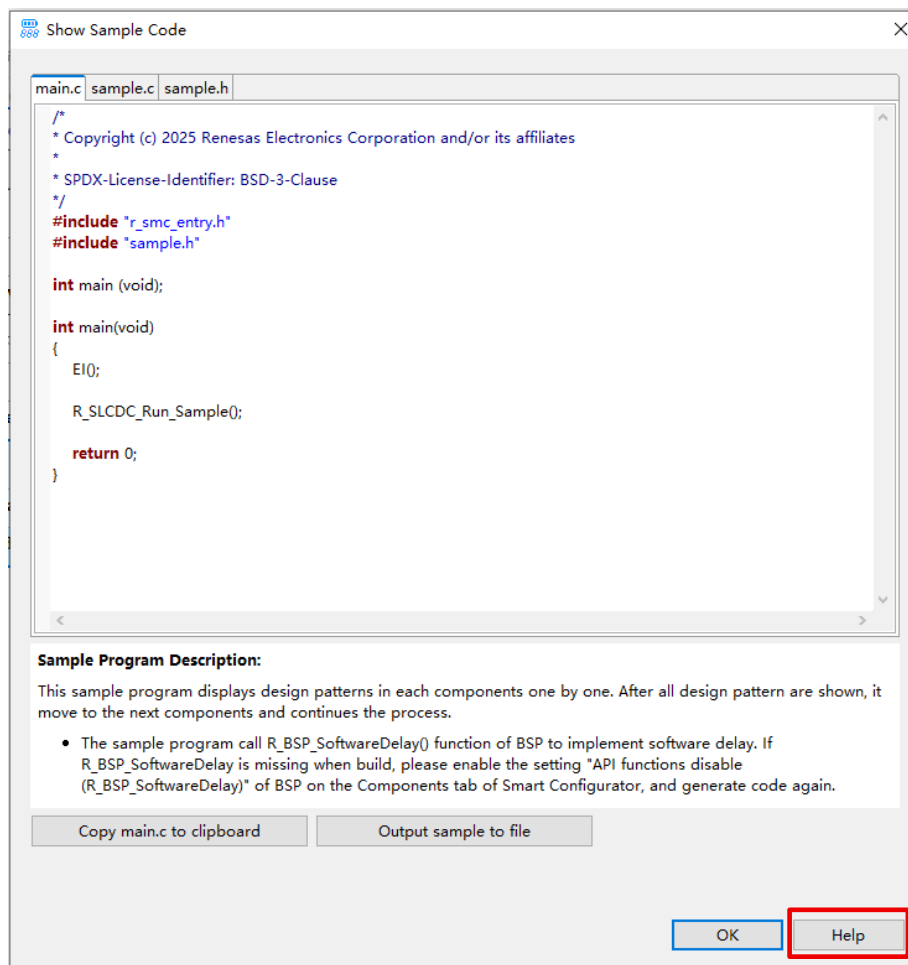 Show Sample Code
main.c sample.c sample.h
/*
* Copyright (c) 2025 Renesas Electronics Corporation and/or its affiliates
*
* SPDX-License-Identifier: BSD-3-Clause
*/
#include "r_smc_entry.h"
#include "sample.h"
int main (void);
int main(void)
{
EI();
R_SLCDC_Run_Sample();
return 0;
}
Sample Program Description:
This sample program displays design patterns in each components one by one. After all design pattern are shown, it
move to the next components and continues the process.
• The sample program call R_BSP_SoftwareDelay() function of BSP to implement software delay. If
R_BSP_SoftwareDelay is missing when build, please enable the setting "API functions disable
(R_BSP_SoftwareDelay)" of BSP on the Components tab of Smart Configurator, and generate code again.
Copy main.c to clipboard Output sample to file
OK Help